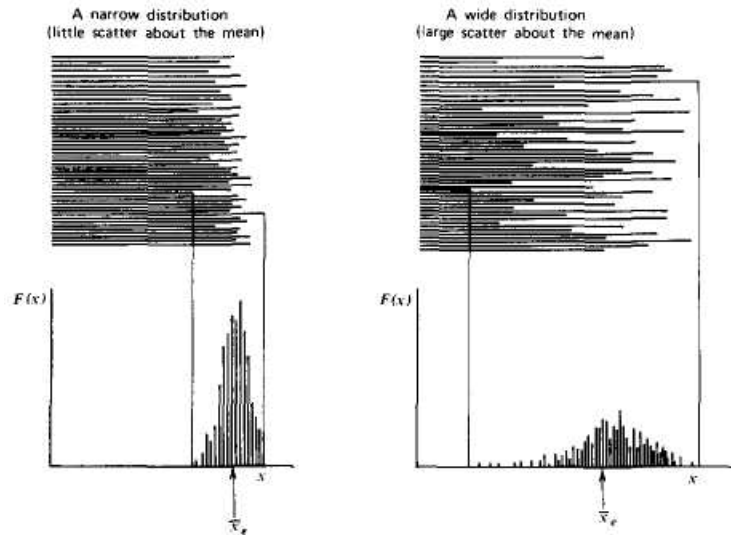 A narrow distribution
(little scatter about the mean)
A wide distribution
(large scatter about the mean)
F(x)
x
x̄ₑ
F(x)
x
x̄ₑ